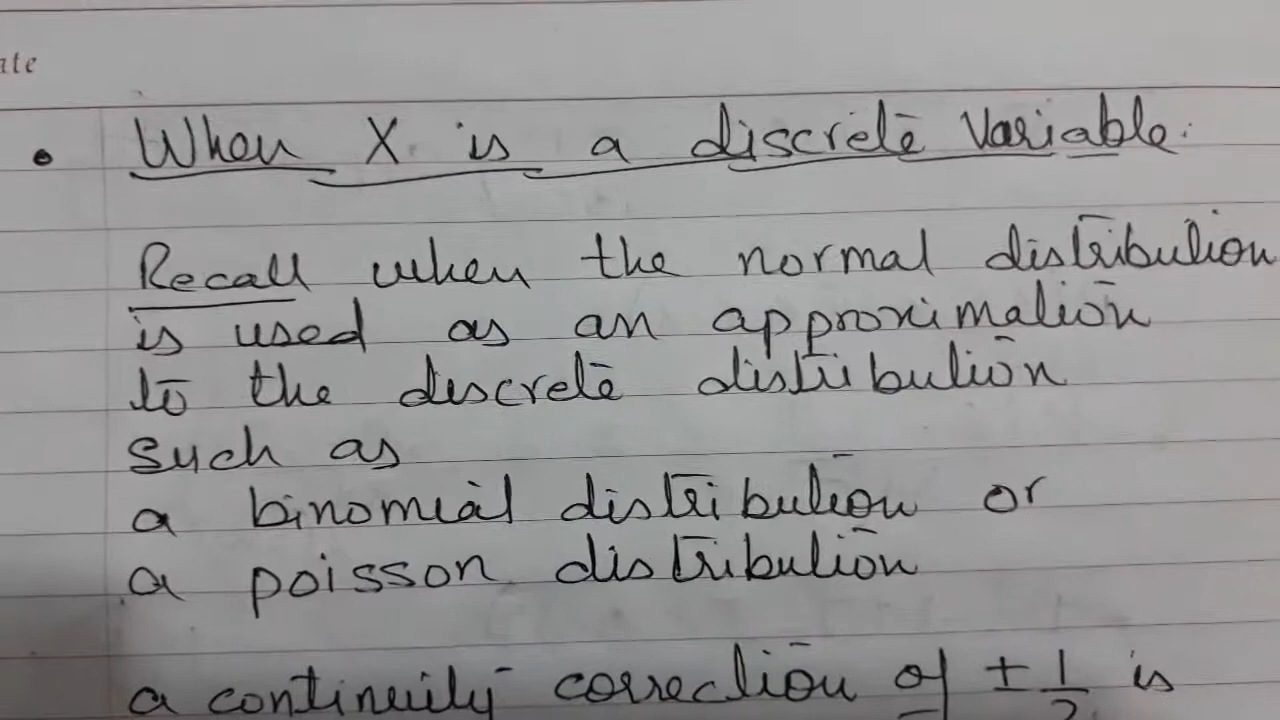 ate
• When X is a discrete variable:
Recall when the normal distribution
is used as an approximation
to the discrete distribution
such as
a binomial distribution or
a poisson distribution
a continuity correction of ± 1/2 is